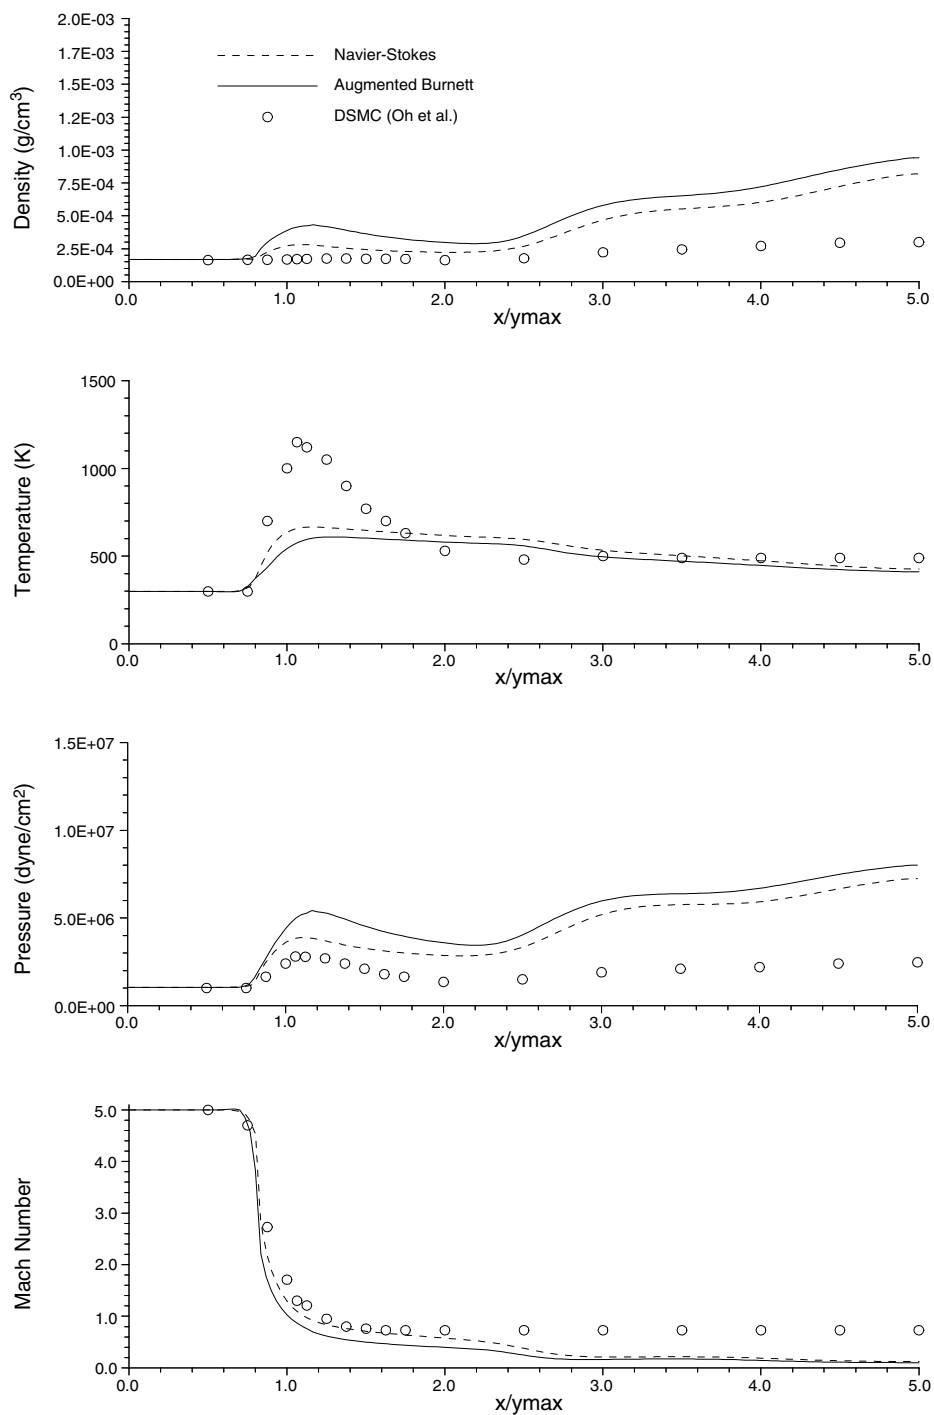 2.0E-03
1.7E-03
1.5E-03
1.2E-03
1.0E-03
7.5E-04
5.0E-04
2.5E-04
0.0E+00
Density (g/cm3)
Navier-Stokes
Augmented Burnett
DSMC (Oh et al.)
0.0 1.0 2.0 3.0 4.0 5.0
x/ymax
1500
1000
500
0
Temperature (K)
0.0 1.0 2.0 3.0 4.0 5.0
x/ymax
1.5E+07
1.0E+07
5.0E+06
0.0E+00
Pressure (dyne/cm2)
0.0 1.0 2.0 3.0 4.0 5.0
x/ymax
5.0
4.0
3.0
2.0
1.0
0.0
Mach Number
0.0 1.0 2.0 3.0 4.0 5.0
x/ymax